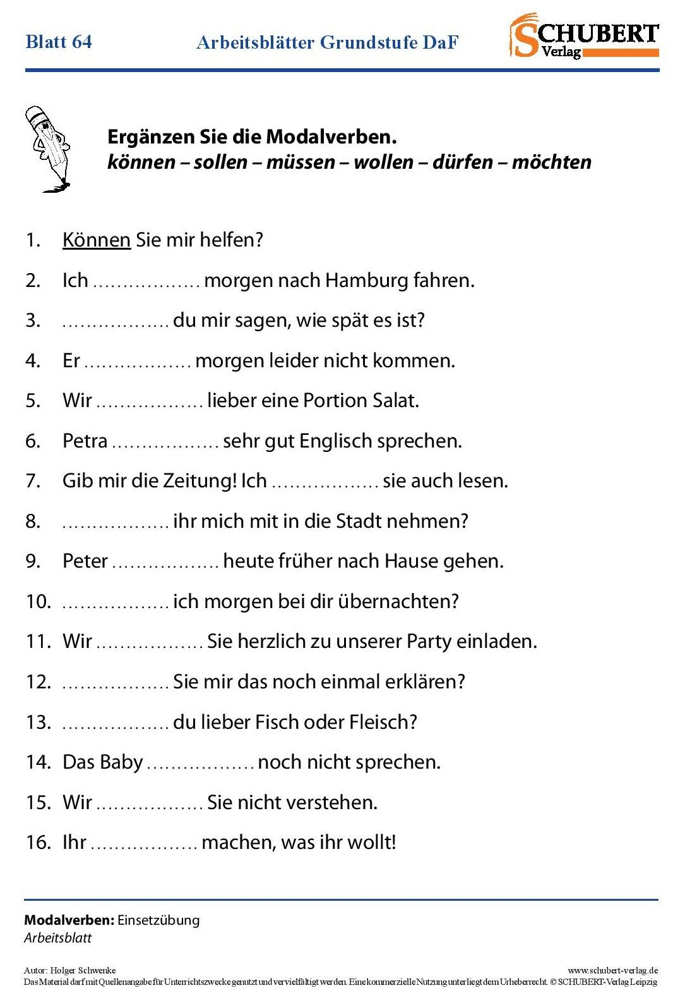 Blatt 64
Arbeitsblätter Grundstufe DaF
SCHUBERT
Verlag
Ergänzen Sie die Modalverben.
können – sollen – müssen – wollen – dürfen – möchten
1. Können Sie mir helfen?
2. Ich .................. morgen nach Hamburg fahren.
3. .................. du mir sagen, wie spät es ist?
4. Er .................. morgen leider nicht kommen.
5. Wir .................. lieber eine Portion Salat.
6. Petra .................. sehr gut Englisch sprechen.
7. Gib mir die Zeitung! Ich .................. sie auch lesen.
8. .................. ihr mich mit in die Stadt nehmen?
9. Peter .................. heute früher nach Hause gehen.
10. .................. ich morgen bei dir übernachten?
11. Wir .................. Sie herzlich zu unserer Party einladen.
12. .................. Sie mir das noch einmal erklären?
13. .................. du lieber Fisch oder Fleisch?
14. Das Baby .................. noch nicht sprechen.
15. Wir .................. Sie nicht verstehen.
16. Ihr .................. machen, was ihr wollt!
Modalverben: Einsetzübung
Arbeitsblatt
Autor: Holger Schwenke
www.schubert-verlag.de
Das Material darf mit Quellenangabe für Unterrichtszwecke genutzt und vervielfältigt werden. Eine kommerzielle Nutzung unterliegt dem Urheberrecht. © SCHUBERT-Verlag Leipzig